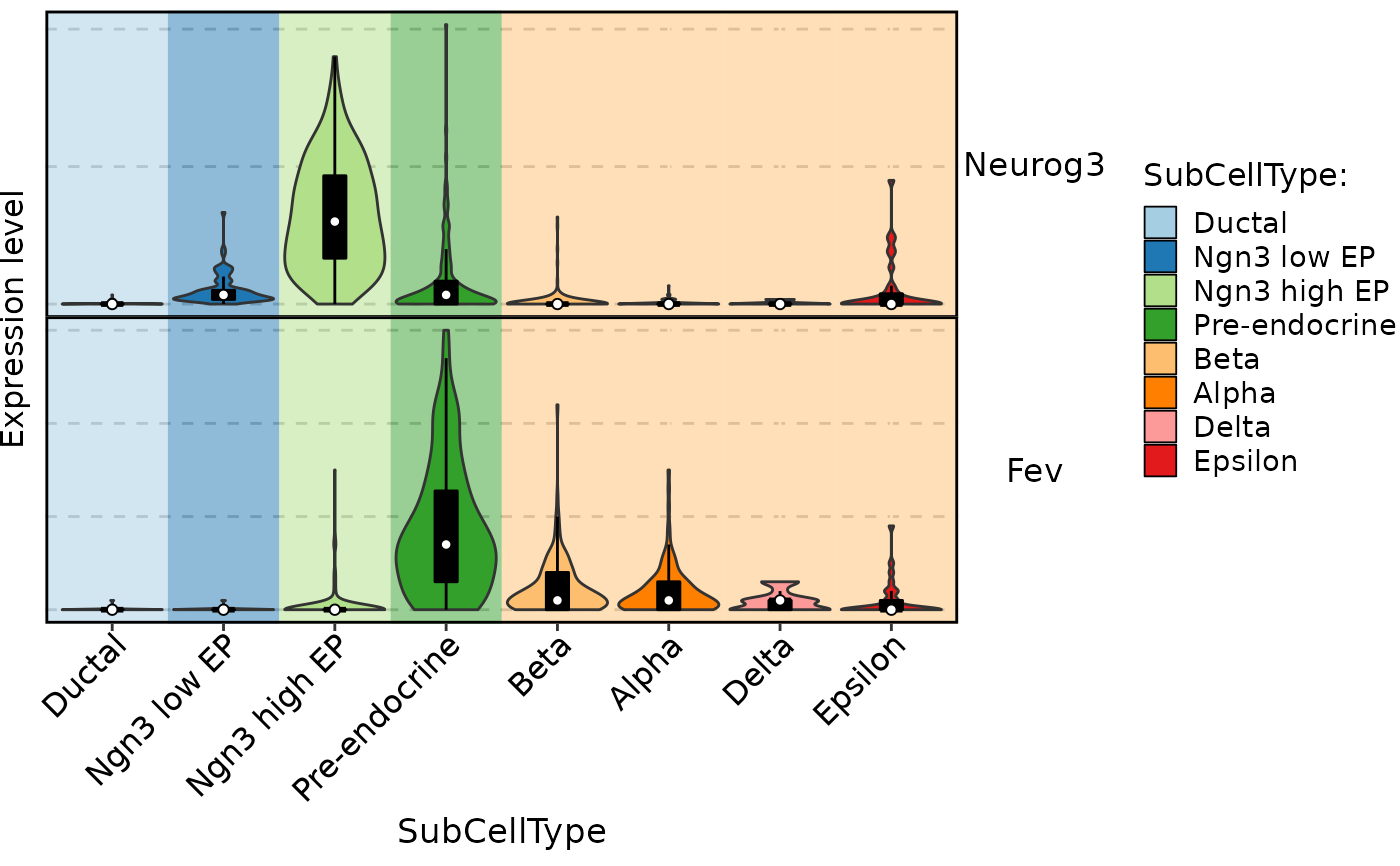 Expression level
Neurog3
Fev
SubCellType:
Ductal
Ngn3 low EP
Ngn3 high EP
Pre-endocrine
Beta
Alpha
Delta
Epsilon
Ductal
Ngn3 low EP
Ngn3 high EP
Pre-endocrine
Beta
Alpha
Delta
Epsilon
SubCellType